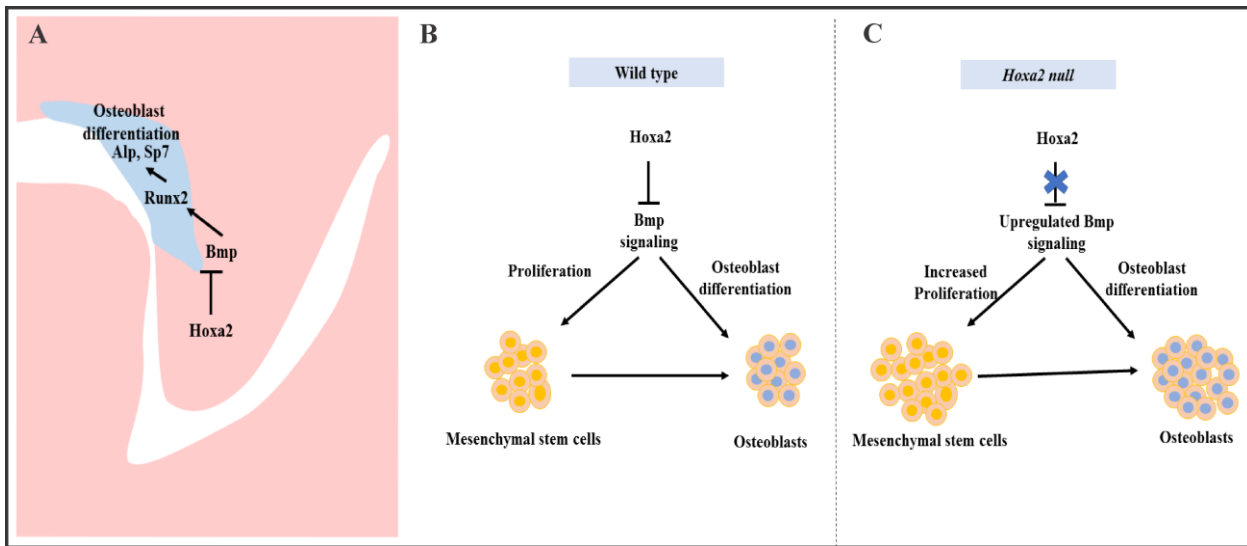 A
Osteoblast
differentiation
Alp, Sp7
Runx2
Bmp
Hoxa2
B
Wild type
Hoxa2
Bmp
signaling
Proliferation
Osteoblast
differentiation
Mesenchymal stem cells
Osteoblasts
C
Hoxa2 null
Hoxa2
Upregulated Bmp
signaling
Increased
Proliferation
Osteoblast
differentiation
Mesenchymal stem cells
Osteoblasts